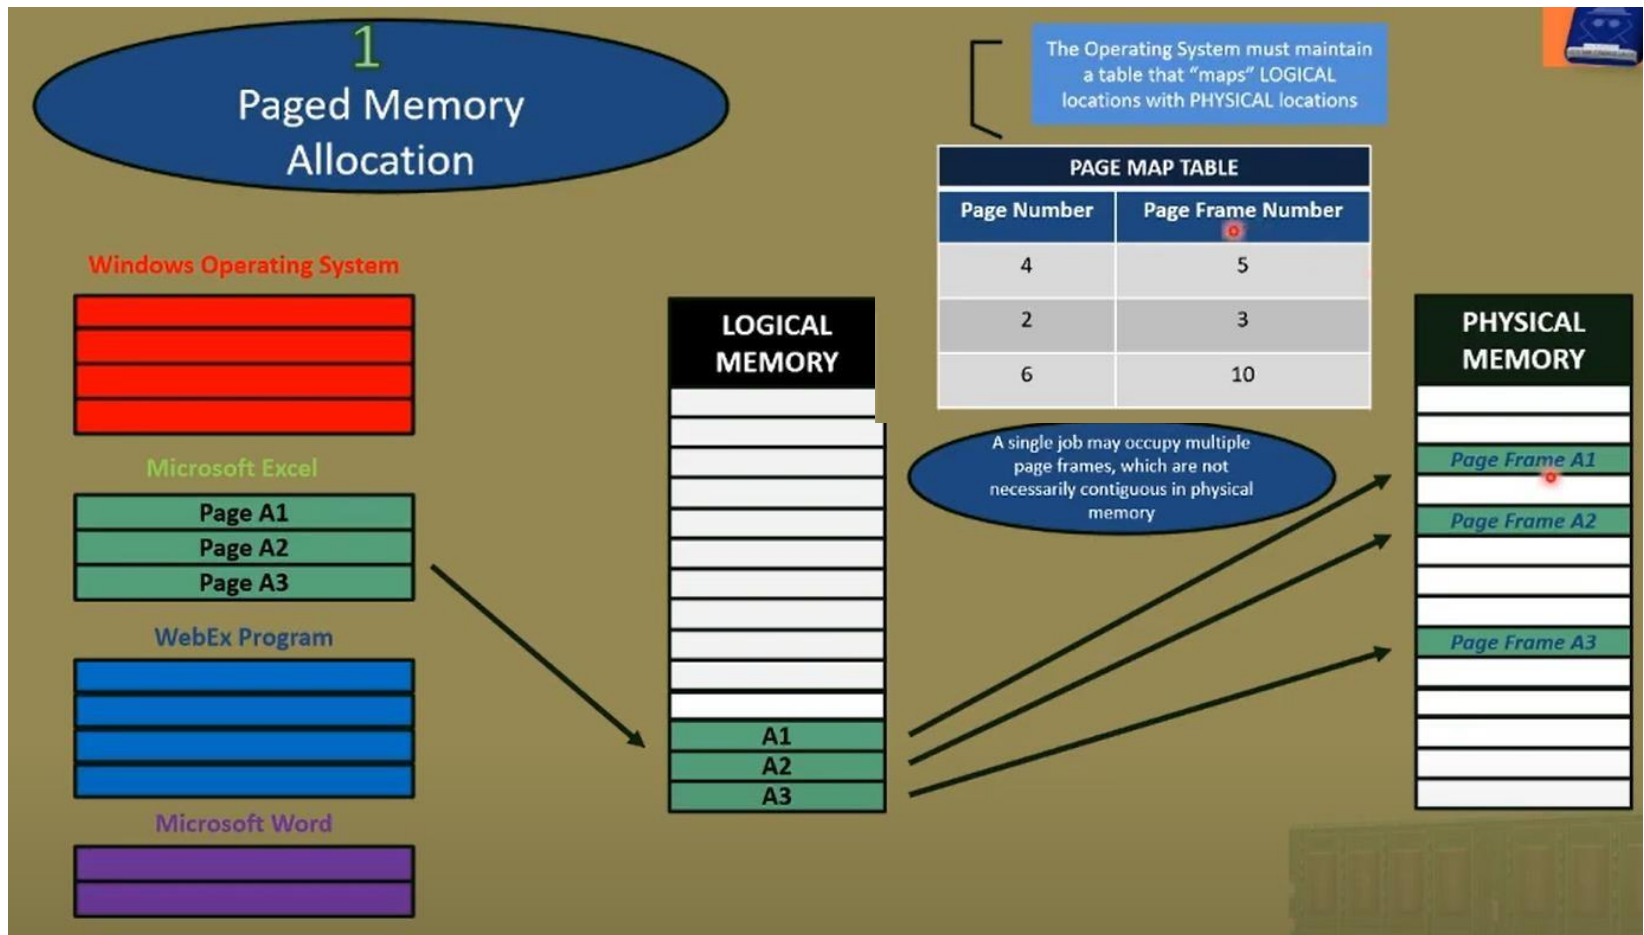 1
Paged Memory
Allocation
The Operating System must maintain
a table that “maps” LOGICAL
locations with PHYSICAL locations
PAGE MAP TABLE
Page Number Page Frame Number
4 5
2 3
6 10
Windows Operating System
Microsoft Excel
Page A1
Page A2
Page A3
WebEx Program
Microsoft Word
LOGICAL
MEMORY
A1
A2
A3
A single job may occupy multiple
page frames, which are not
necessarily contiguous in physical
memory
PHYSICAL
MEMORY
Page Frame A1
Page Frame A2
Page Frame A3